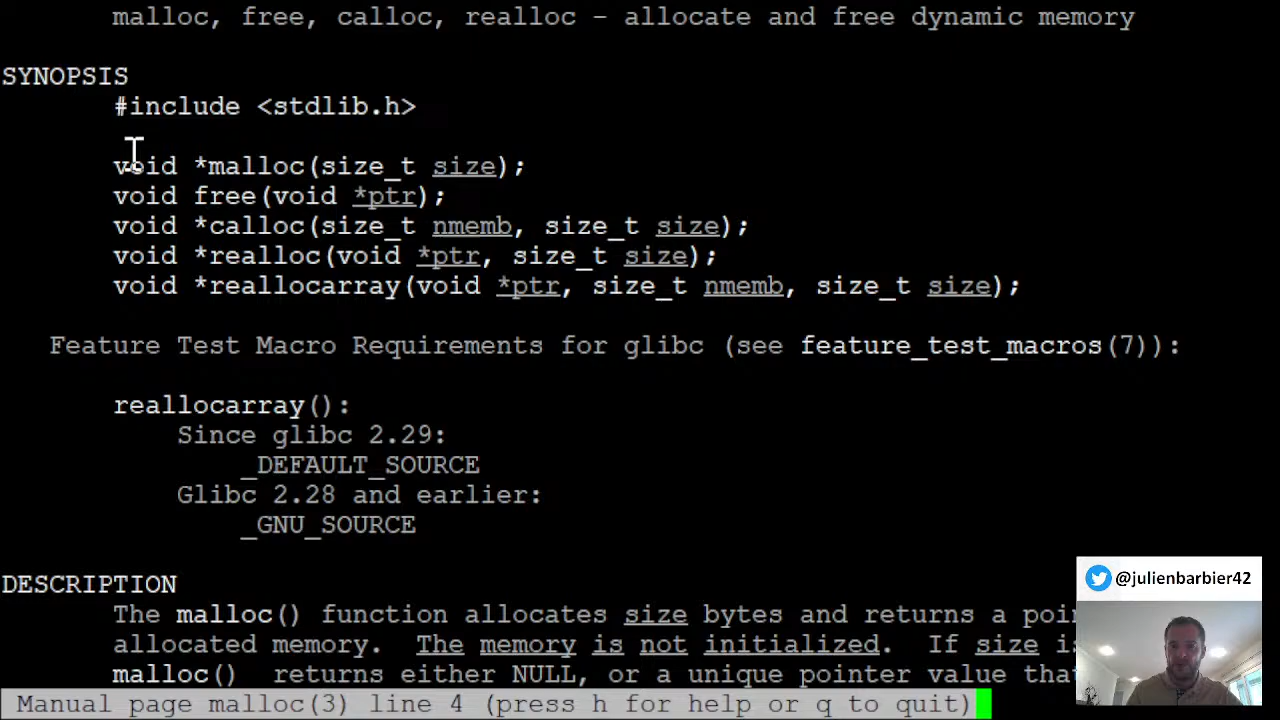 malloc, free, calloc, realloc - allocate and free dynamic memory
SYNOPSIS
#include <stdlib.h>
void *malloc(size_t size);
void free(void *ptr);
void *calloc(size_t nmemb, size_t size);
void *realloc(void *ptr, size_t size);
void *reallocarray(void *ptr, size_t nmemb, size_t size);
Feature Test Macro Requirements for glibc (see feature_test_macros(7)):
reallocarray():
Since glibc 2.29:
_DEFAULT_SOURCE
Glibc 2.28 and earlier:
_GNU_SOURCE
DESCRIPTION
The malloc() function allocates size bytes and returns a poi
allocated memory. The memory is not initialized. If size is
malloc() returns either NULL, or a unique pointer value tha
Manual page malloc(3) line 4 (press h for help or q to quit)
@julienbarbier42